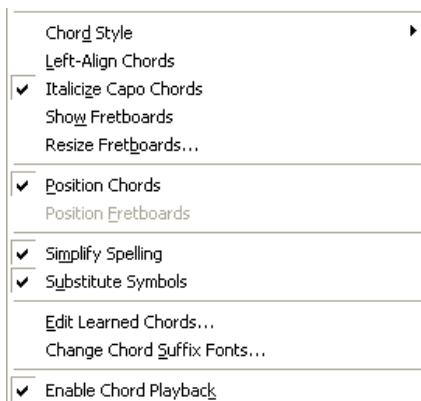 Chord Style
Left-Align Chords
Italicize Capo Chords
Show Fretboards
Resize Fretboards...
Position Chords
Position Fretboards
Simplify Spelling
Substitute Symbols
Edit Learned Chords...
Change Chord Suffix Fonts...
Enable Chord Playback